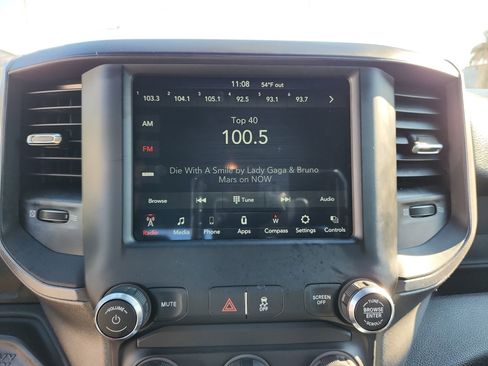 11:08 54°F out
1 103.3 2 104.1 3 105.1 4 92.5 5 93.1 6 93.7
AM
Top 40
100.5
FM
Die With A Smile by Lady Gaga & Bruno
Mars on NOW
Browse Tune Audio
Radio Media Phone Apps W Compass Settings Controls
VOLUME
MUTE
OFF
SCREEN
OFF
TUNE
BROWSE
ENTER
SCROLL